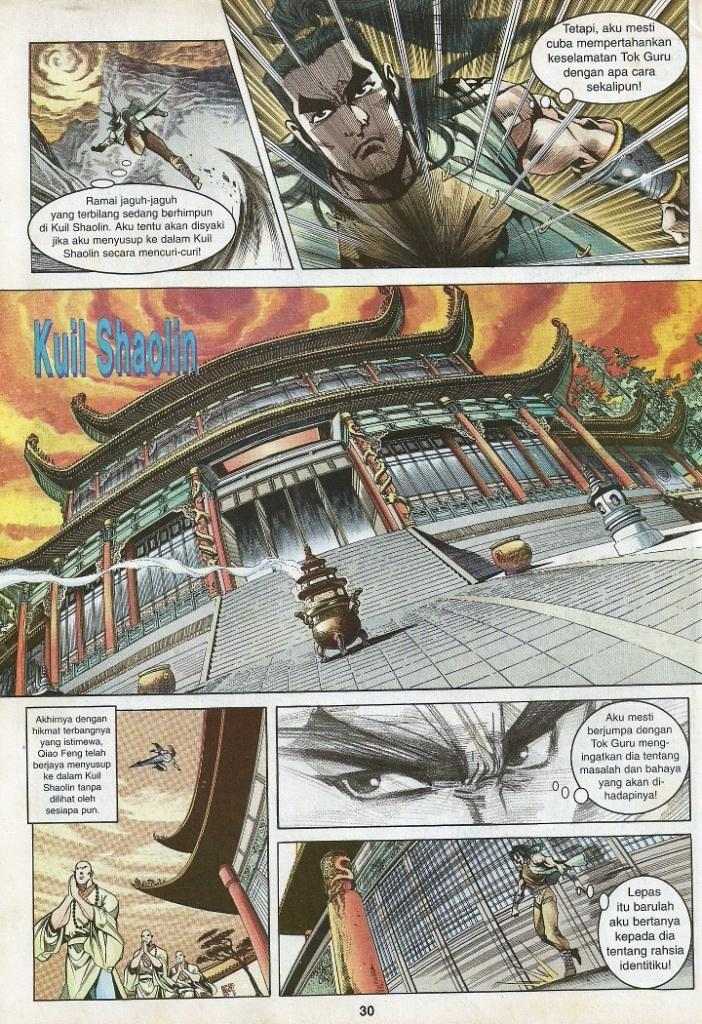 Ramai jaguh-jaguh
yang terbilang sedang berhimpun
di Kuil Shaolin. Aku tentu akan disyaki
jika aku menyusup ke dalam Kuil
Shaolin secara mencuri-curi!
Tetapi, aku mesti
cuba mempertahankan
keselamatan Tok Guru
dengan apa cara
sekalipun!
Kuil Shaolin
Akhirnya dengan
hikmat terbangnya
yang istimewa,
Qiao Feng telah
berjaya menyusup
ke dalam Kuil
Shaolin tanpa
dilihat oleh
sesiapa pun.
Aku mesti
berjumpa dengan
Tok Guru meng-
ingatkan dia tentang
masalah dan bahaya
yang akan di-
hadapinya!
Lepas
itu barulah
aku bertanya
kepada dia
tentang rahsia
identitiku!
30